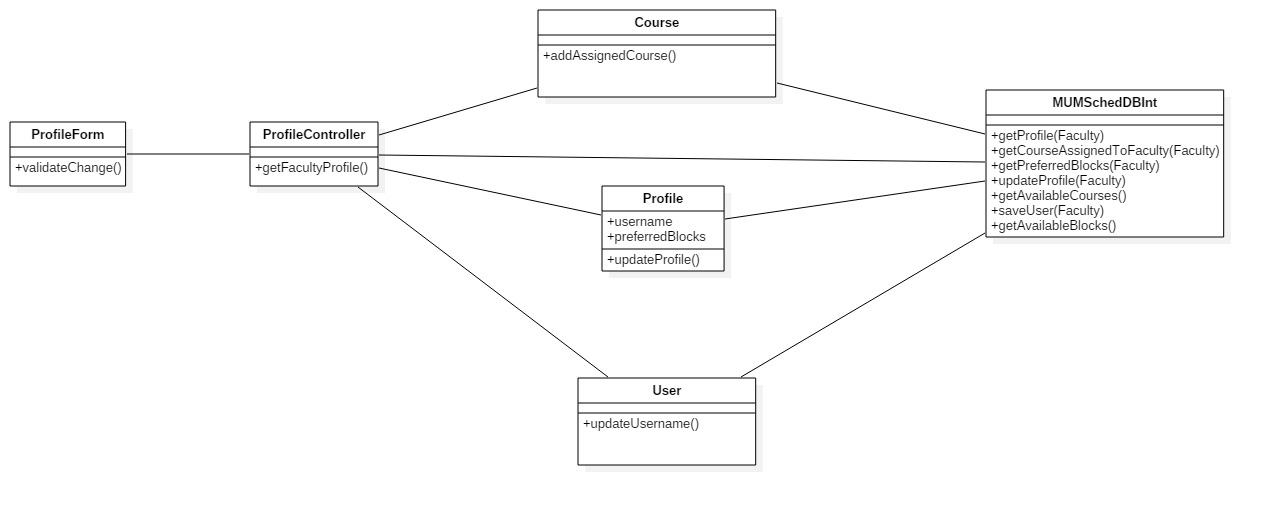 Course
+addAssignedCourse()
MUMSchedDBInt
+getProfile(Faculty)
+getCourseAssignedToFaculty(Faculty)
+getPreferredBlocks(Faculty)
+updateProfile(Faculty)
+getAvailableCourses()
+saveUser(Faculty)
+getAvailableBlocks()
ProfileForm
+validateChange()
ProfileController
+getFacultyProfile()
Profile
+username
+preferredBlocks
+updateProfile()
User
+updateUsername()